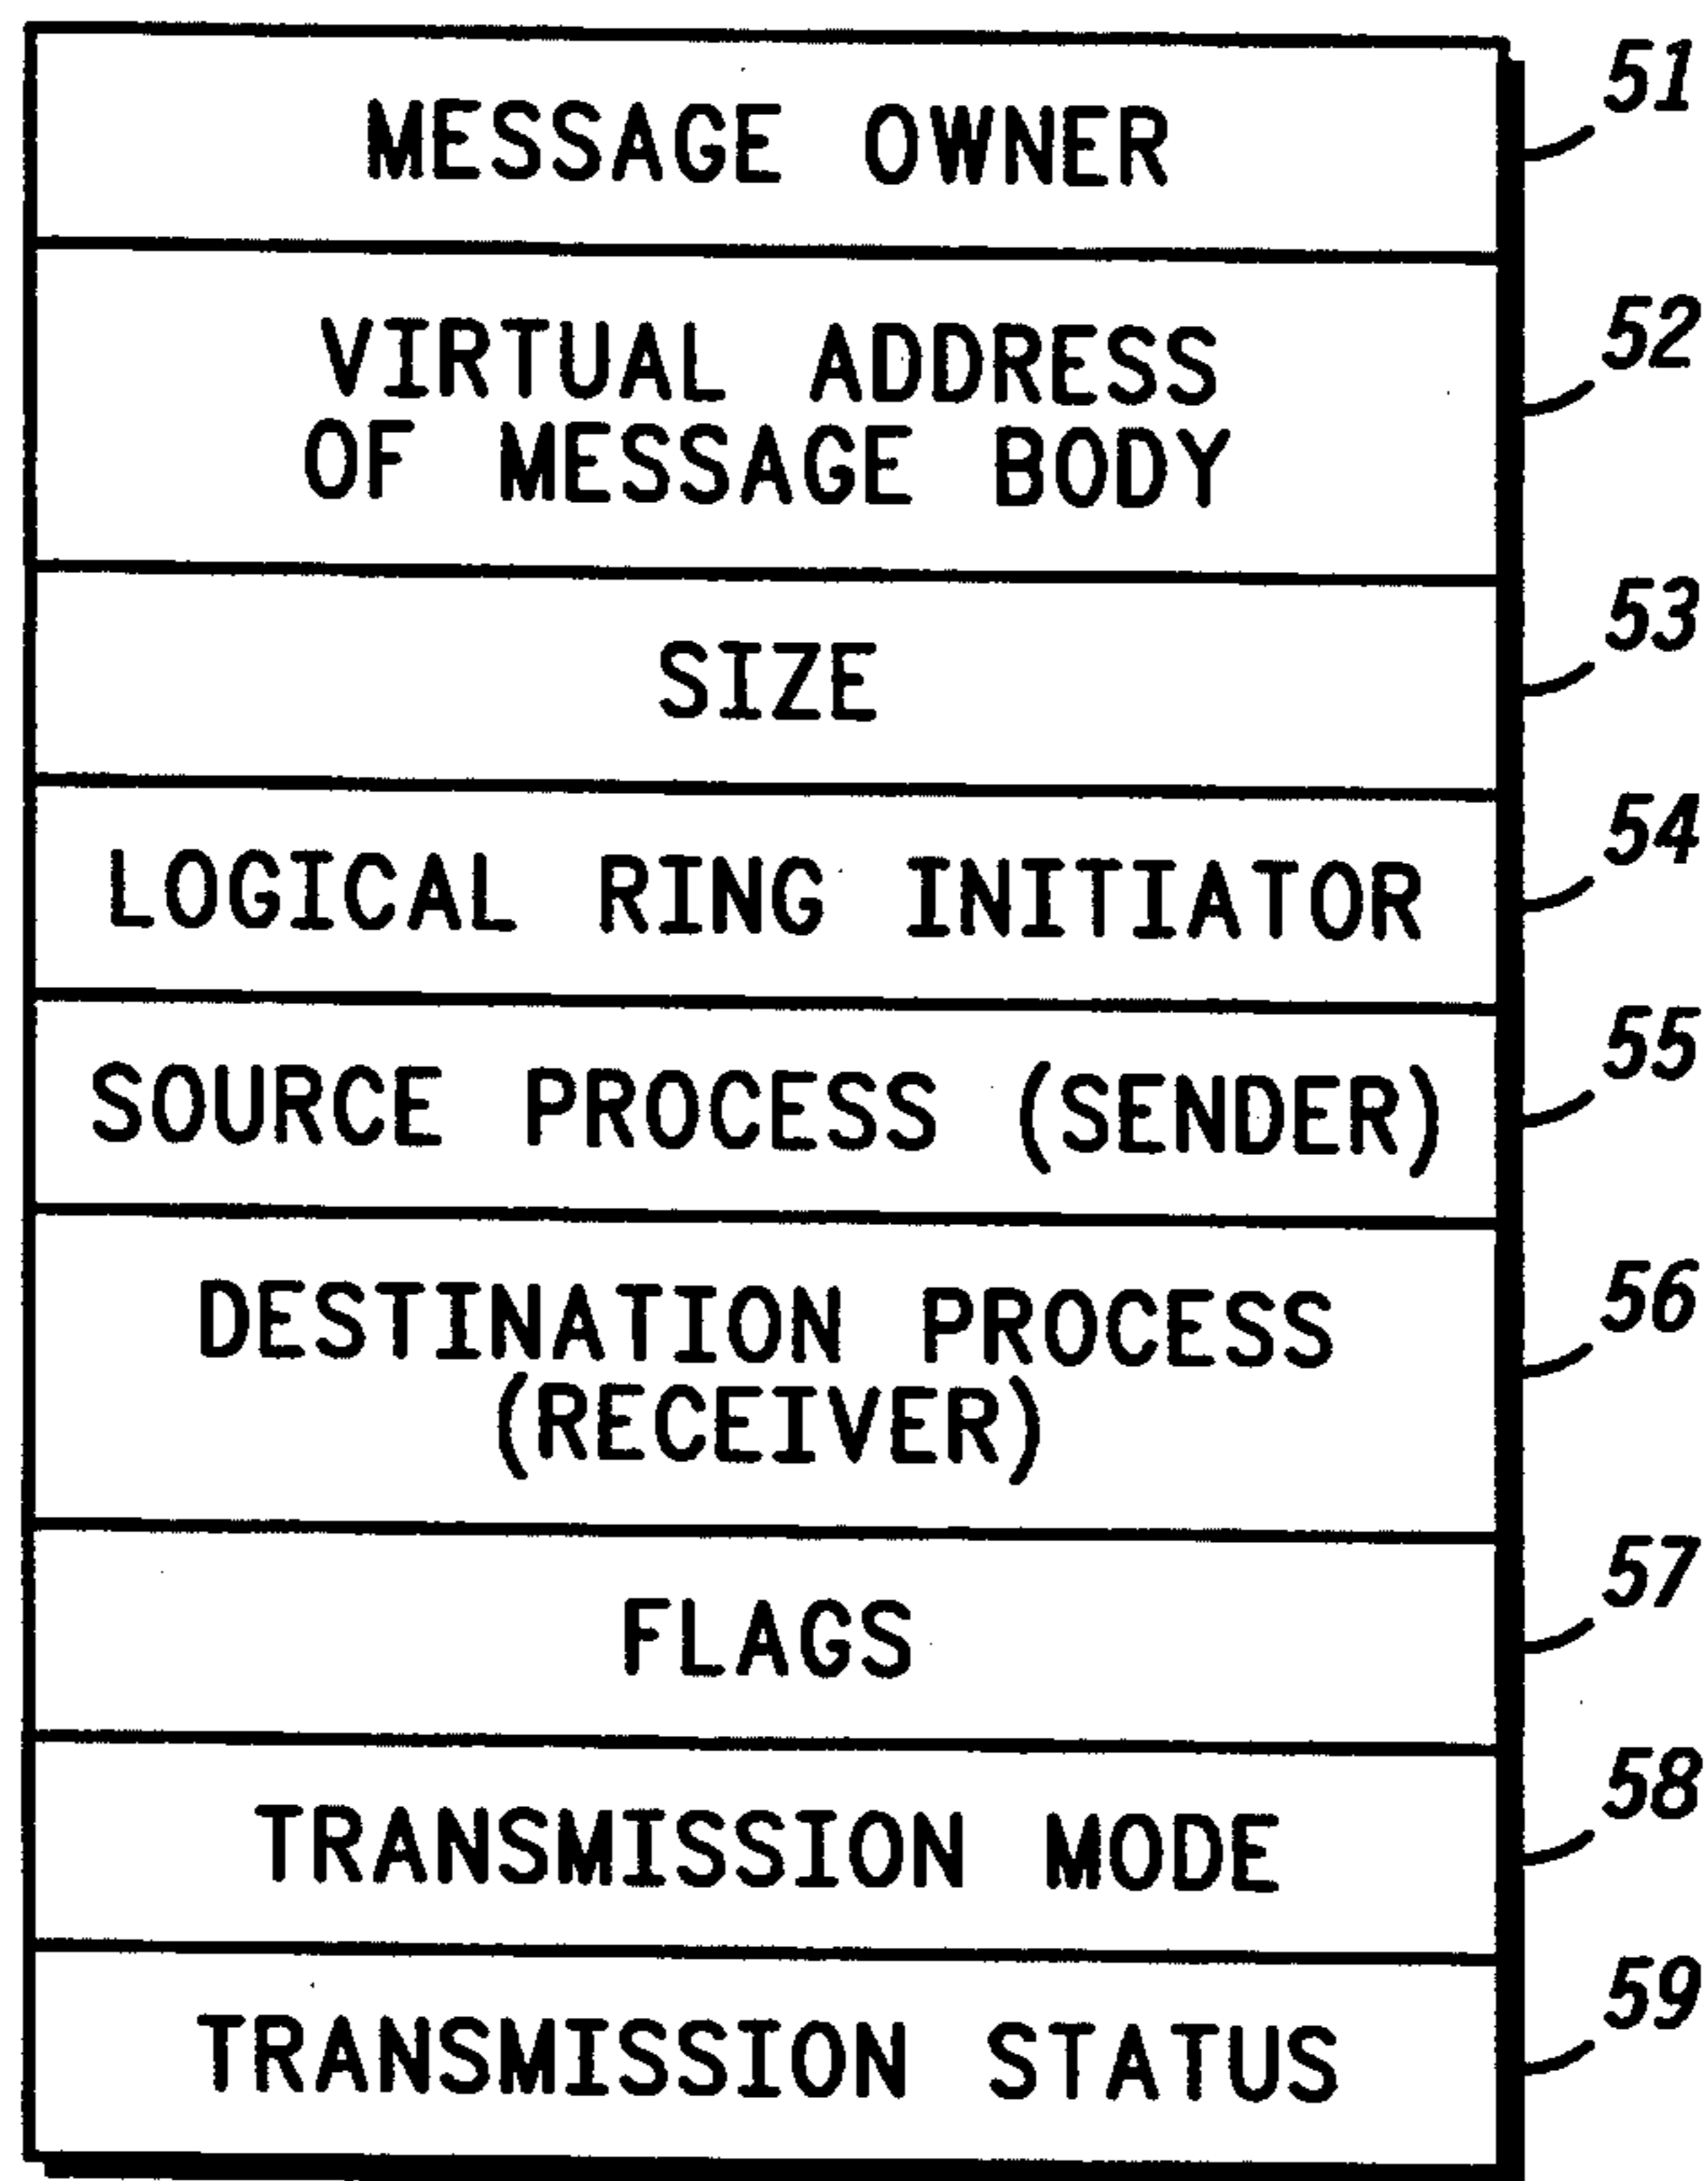 MESSAGE OWNER 51
VIRTUAL ADDRESS 52
OF MESSAGE BODY
SIZE 53
LOGICAL RING INITIATOR 54
SOURCE PROCESS (SENDER) 55
DESTINATION PROCESS 56
(RECEIVER)
FLAGS 57
TRANSMISSION MODE 58
TRANSMISSION STATUS 59